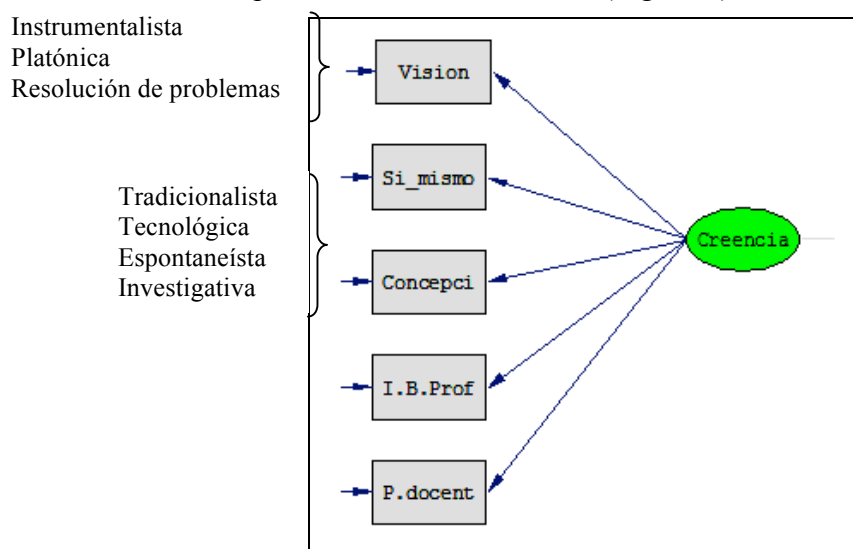 Instrumentalista
Platónica
Resolución de problemas
Vision
Si_mismo
Tradicionalista
Tecnológica
Espontaneísta
Investigativa
Creencia
Concepci
I.B.Prof
P.docent